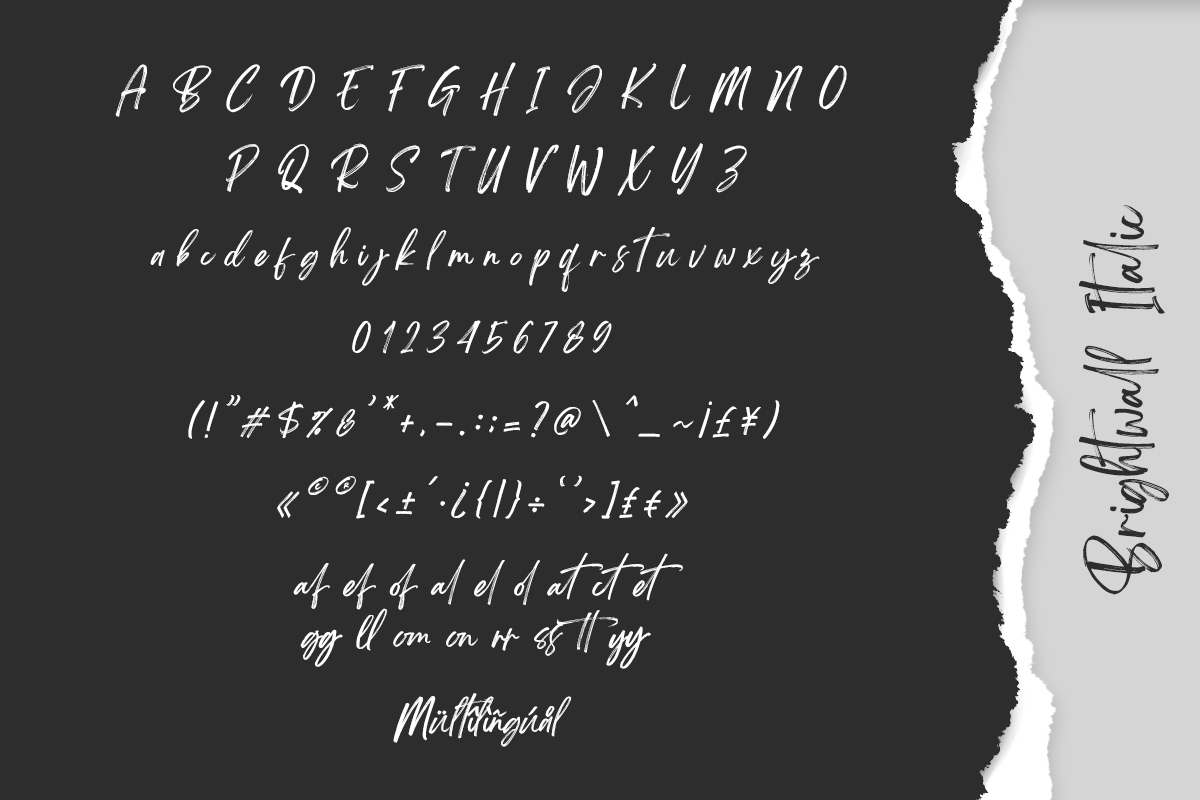 A B C D E F G H I J K L M N O
P Q R S T U V W X Y Z
a b c d e f g h i j k l m n o p q r s t u v w x y z
0 1 2 3 4 5 6 7 8 9
( ! " # $ % & ' * + , - . : ; = ? @ \ ^ _ ~ ¡ £ ¥ )
« © ® [ < ± ´ · ¿ { | } ÷ ‘ ’ > ] £ € »
af ef of al el ol at ct et
gg ll om on rr ss tt yy
Mültîlîñgúål
Brightwall Italic